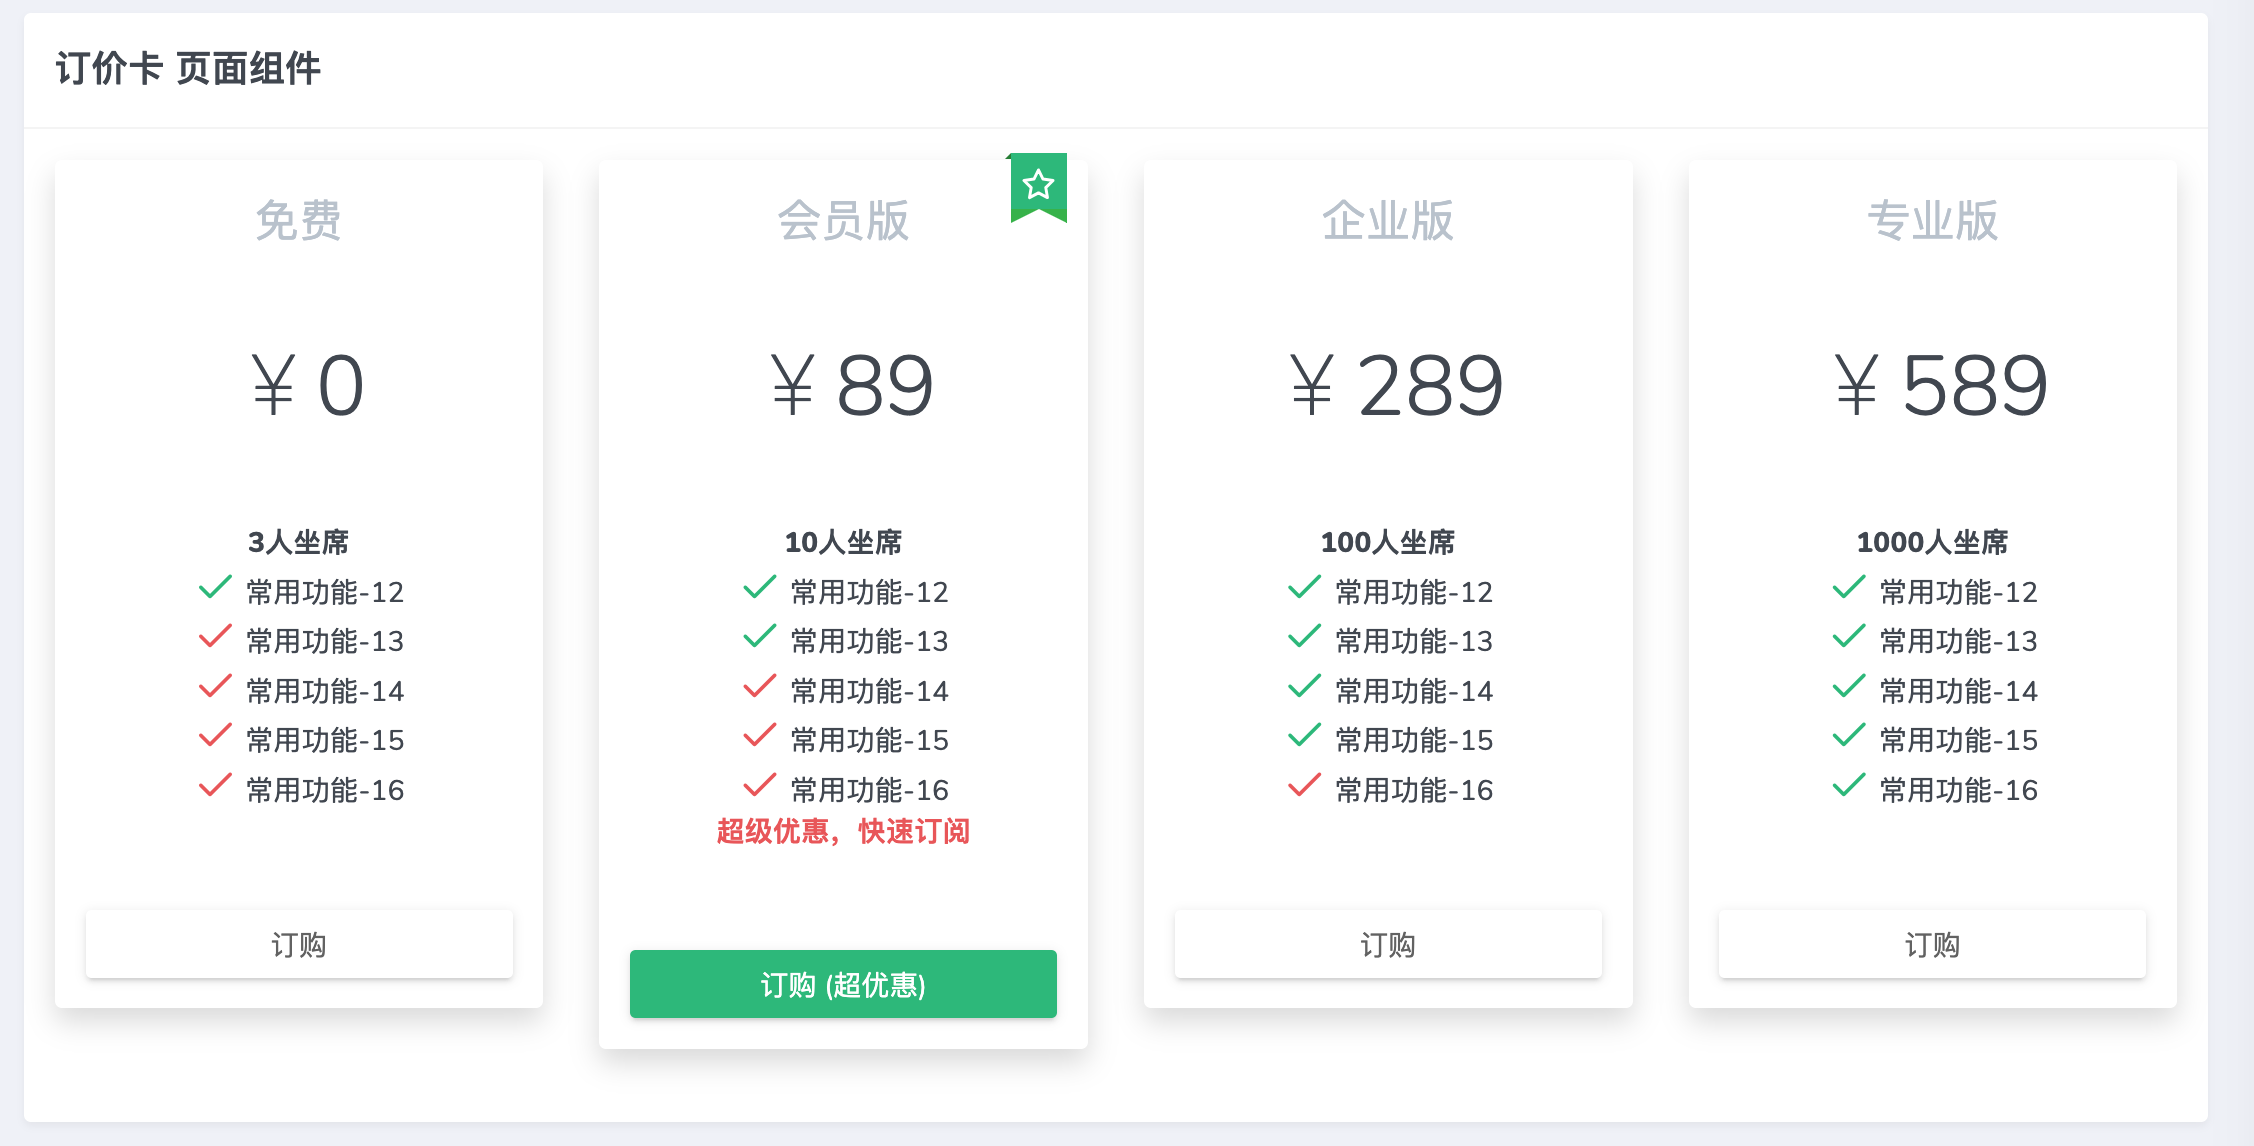 订价卡 页面组件
免费
¥ 0
3人坐席
常用功能-12
常用功能-13
常用功能-14
常用功能-15
常用功能-16
订购
会员版
¥ 89
10人坐席
常用功能-12
常用功能-13
常用功能-14
常用功能-15
常用功能-16
超级优惠，快速订阅
订购 (超优惠)
企业版
¥ 289
100人坐席
常用功能-12
常用功能-13
常用功能-14
常用功能-15
常用功能-16
订购
专业版
¥ 589
1000人坐席
常用功能-12
常用功能-13
常用功能-14
常用功能-15
常用功能-16
订购